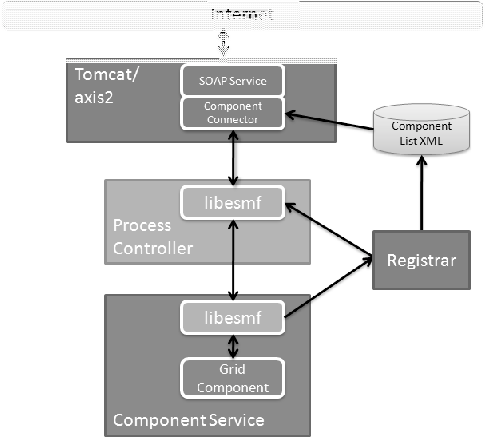 Internet
Tomcat/
axis2
SOAP Service
Component
Connector
Component
List XML
libesmf
Process
Controller
Registrar
libesmf
Grid
Component
Component Service